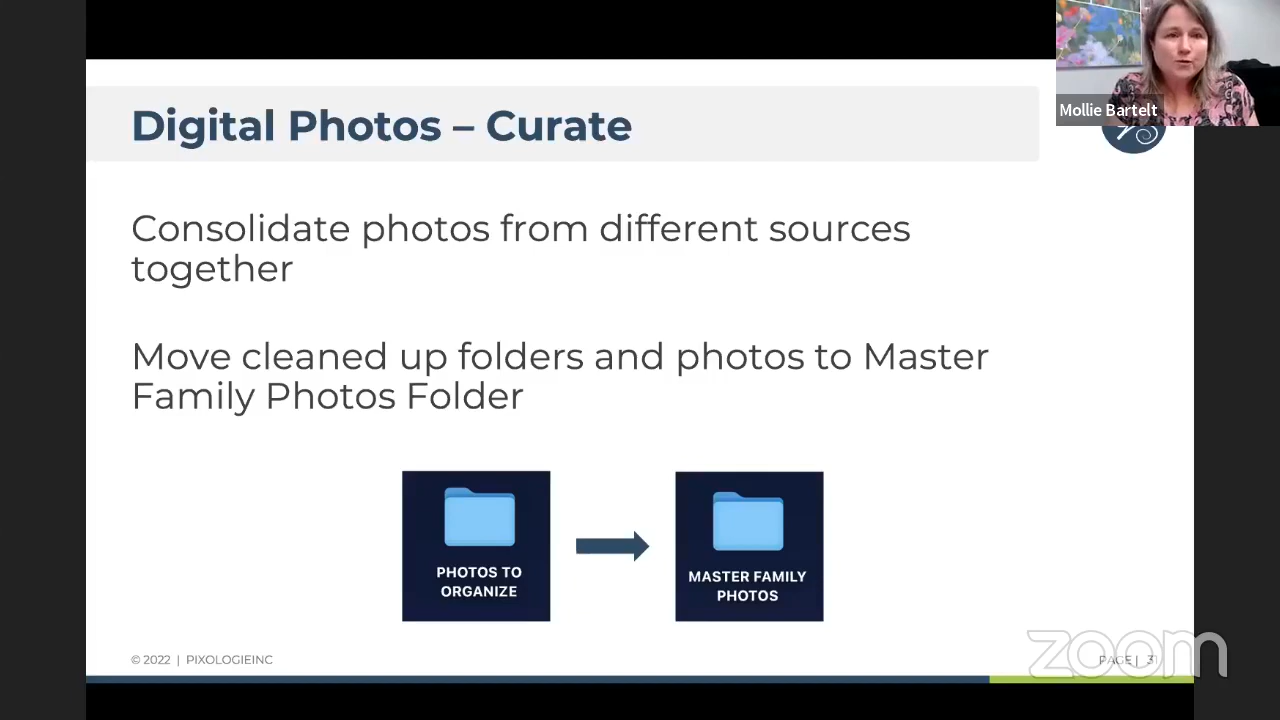 Mollie Bartelt
Digital Photos – Curate
Consolidate photos from different sources
together
Move cleaned up folders and photos to Master
Family Photos Folder
PHOTOS TO
ORGANIZE
MASTER FAMILY
PHOTOS
© 2022 | PIXOLOGIEINC
PAGE | 31
zoom